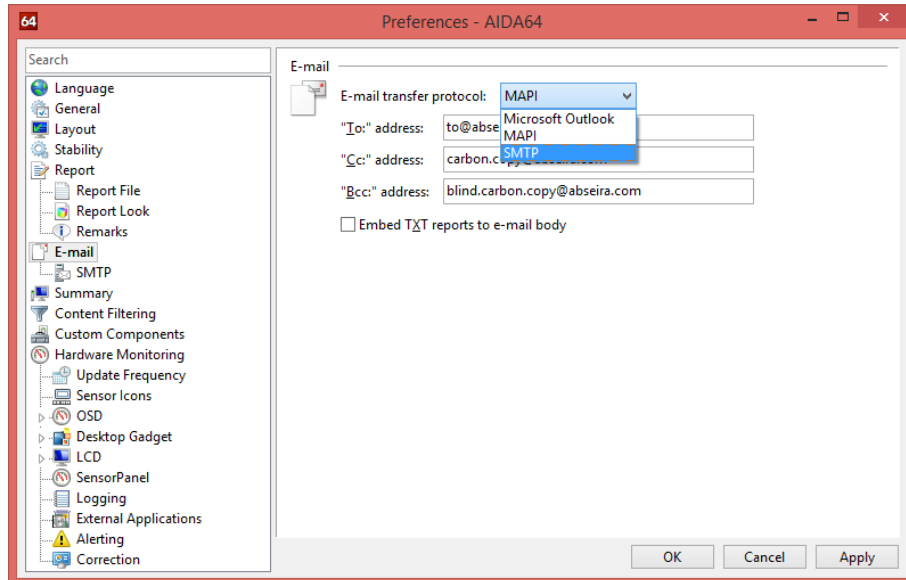 64
Preferences - AIDA64
Search
Language
General
Layout
Stability
Report
Report File
Report Look
Remarks
E-mail
SMTP
Summary
Content Filtering
Custom Components
Hardware Monitoring
Update Frequency
Sensor Icons
OSD
Desktop Gadget
LCD
SensorPanel
Logging
External Applications
Alerting
Correction
E-mail
E-mail transfer protocol: MAPI
Microsoft Outlook
MAPI
SMTP
"To:" address:
"Cc:" address:
"Bcc:" address: blind.carbon.copy@abseira.com
Embed TXT reports to e-mail body
OK Cancel Apply